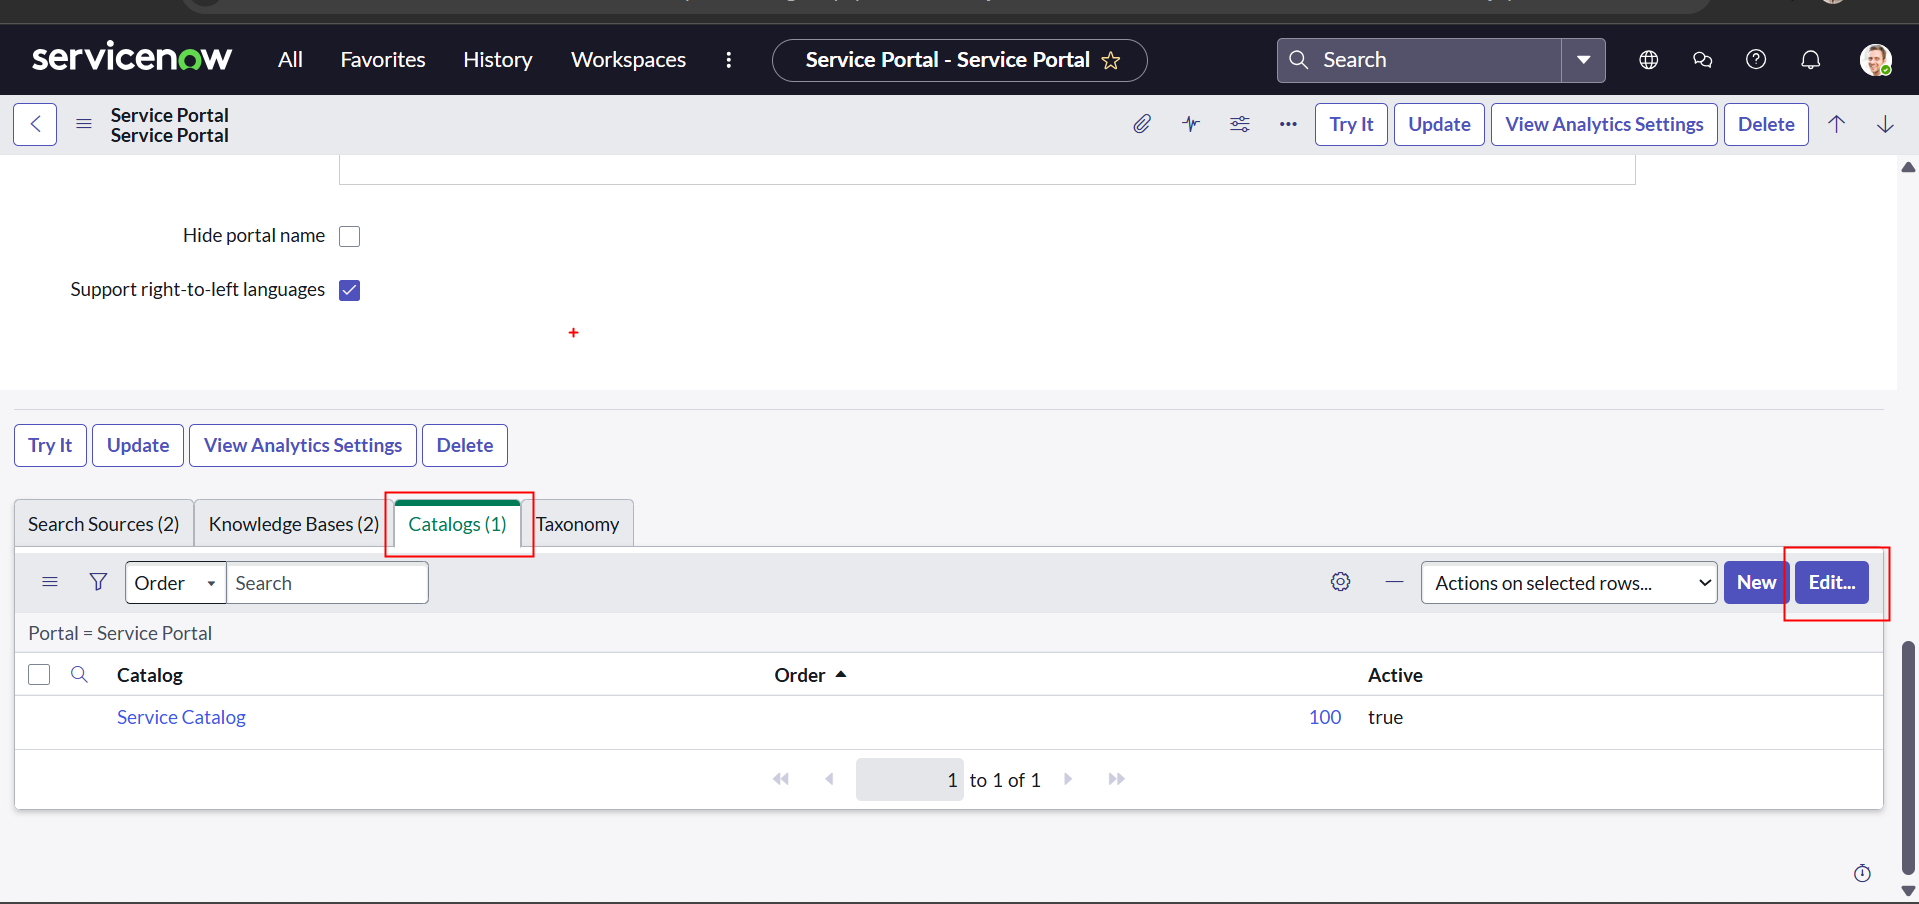 servicenow All Favorites History Workspaces Service Portal - Service Portal Search
Service Portal
Service Portal
Try It Update View Analytics Settings Delete
Hide portal name
Support right-to-left languages
Try It Update View Analytics Settings Delete
Search Sources (2) Knowledge Bases (2) Catalogs (1) Taxonomy
Order Search Actions on selected rows... New Edit...
Portal = Service Portal
Catalog Order Active
Service Catalog 100 true
1 to 1 of 1